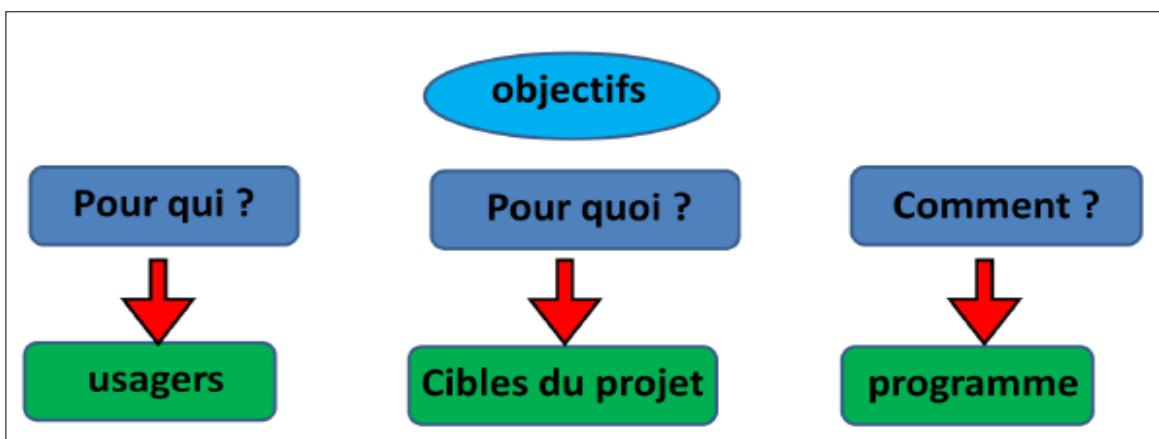 objectifs
Pour qui ?
Pour quoi ?
Comment ?
usagers
Cibles du projet
programme